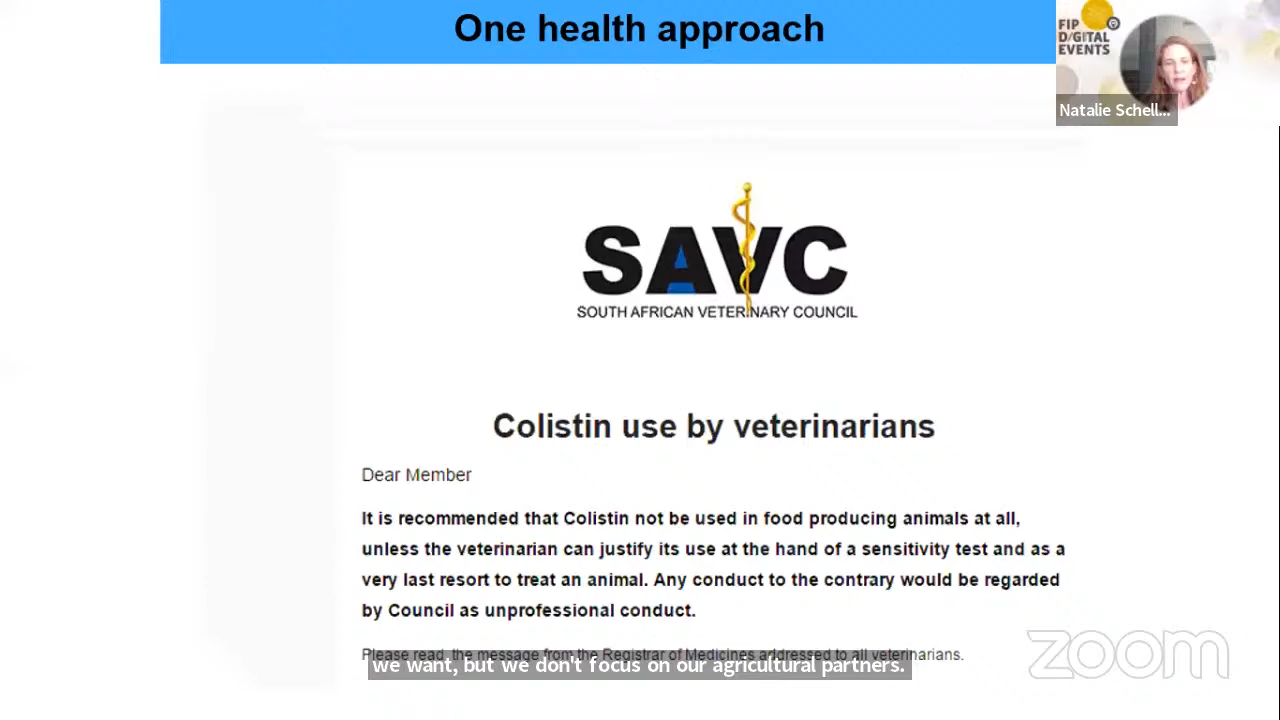 One health approach
FIP
D/GITAL
EVENTS
Natalie Schell...
SAVC
SOUTH AFRICAN VETERINARY COUNCIL
Colistin use by veterinarians
Dear Member
It is recommended that Colistin not be used in food producing animals at all,
unless the veterinarian can justify its use at the hand of a sensitivity test and as a
very last resort to treat an animal. Any conduct to the contrary would be regarded
by Council as unprofessional conduct.
Please read the message from the Registrar of Medicines addressed to all veterinarians.
we want, but we don't focus on our agricultural partners.
zoom